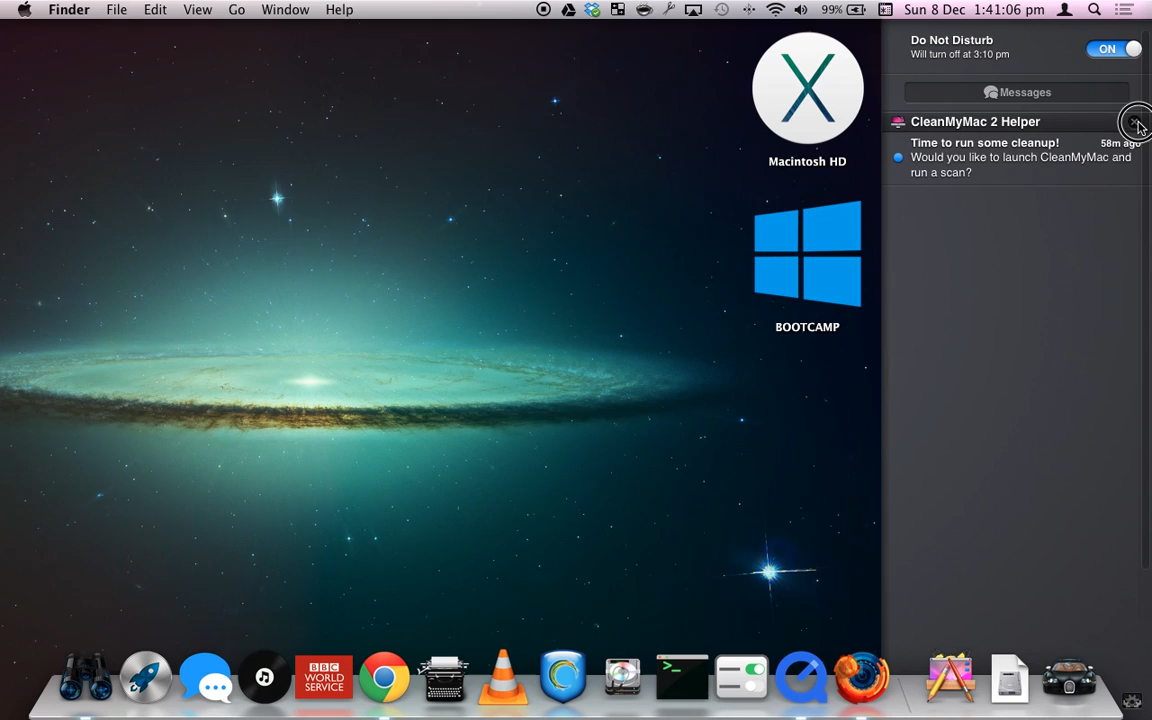 Finder File Edit View Go Window Help 99% Sun 8 Dec 1:41:06 pm
Do Not Disturb
Will turn off at 3:10 pm
ON
Messages
CleanMyMac 2 Helper
Time to run some cleanup! 58m ago
Would you like to launch CleanMyMac and
run a scan?
X
Macintosh HD
BOOTCAMP
BBC
WORLD
SERVICE
>_